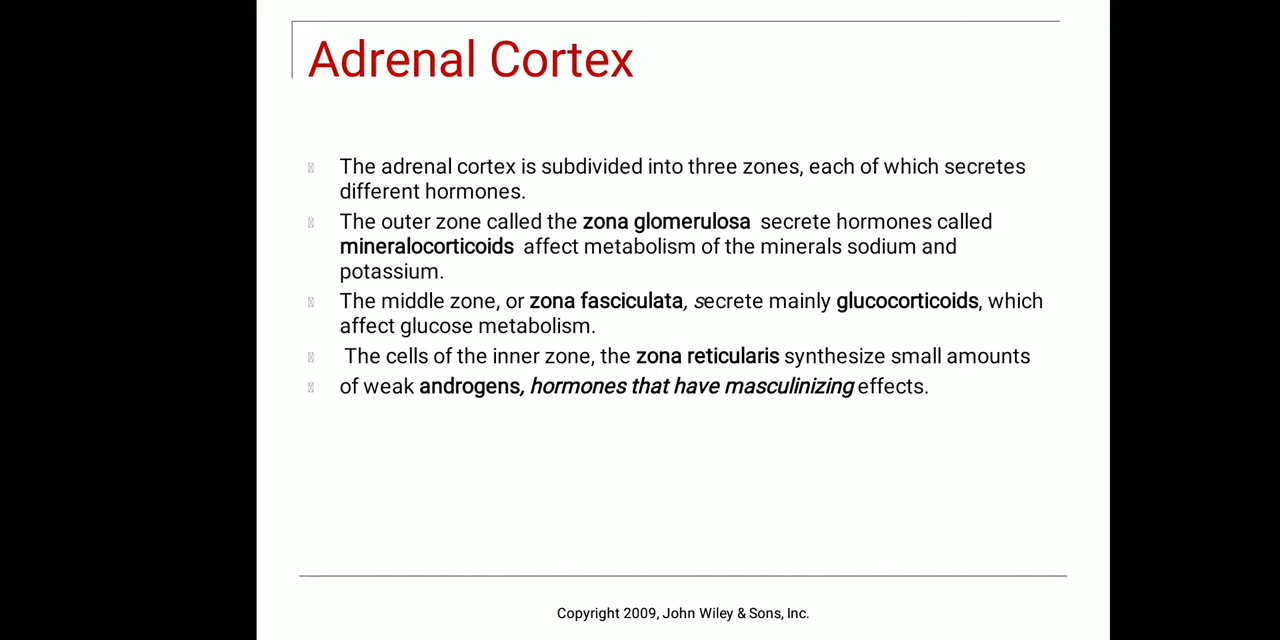 Adrenal Cortex
The adrenal cortex is subdivided into three zones, each of which secretes
different hormones.
The outer zone called the zona glomerulosa secrete hormones called
mineralocorticoids affect metabolism of the minerals sodium and
potassium.
The middle zone, or zona fasciculata, secrete mainly glucocorticoids, which
affect glucose metabolism.
The cells of the inner zone, the zona reticularis synthesize small amounts
of weak androgens, hormones that have masculinizing effects.
Copyright 2009, John Wiley & Sons, Inc.